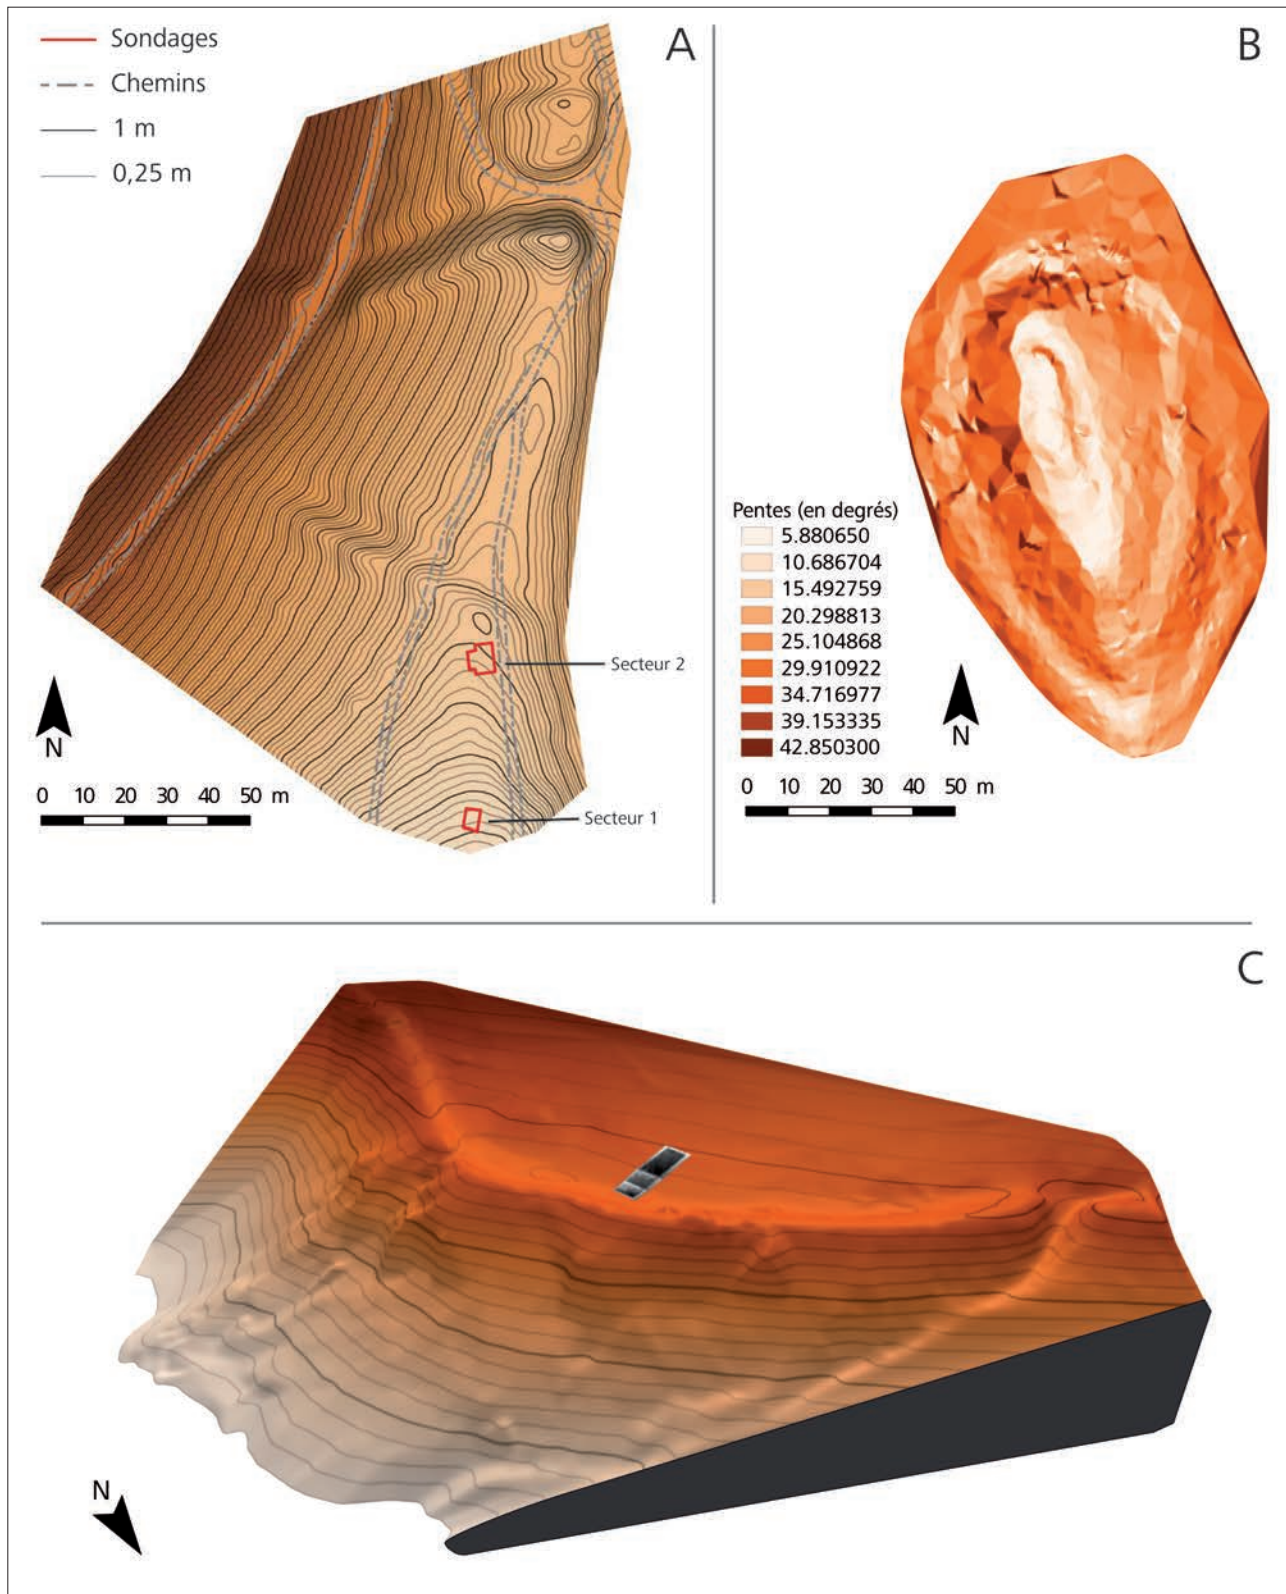 A
Sondages
Chemins
1 m
0,25 m
Secteur 2
Secteur 1
N
0 10 20 30 40 50 m
B
Pentes (en degrés)
5.880650
10.686704
15.492759
20.298813
25.104868
29.910922
34.716977
39.153335
42.850300
N
0 10 20 30 40 50 m
C
N